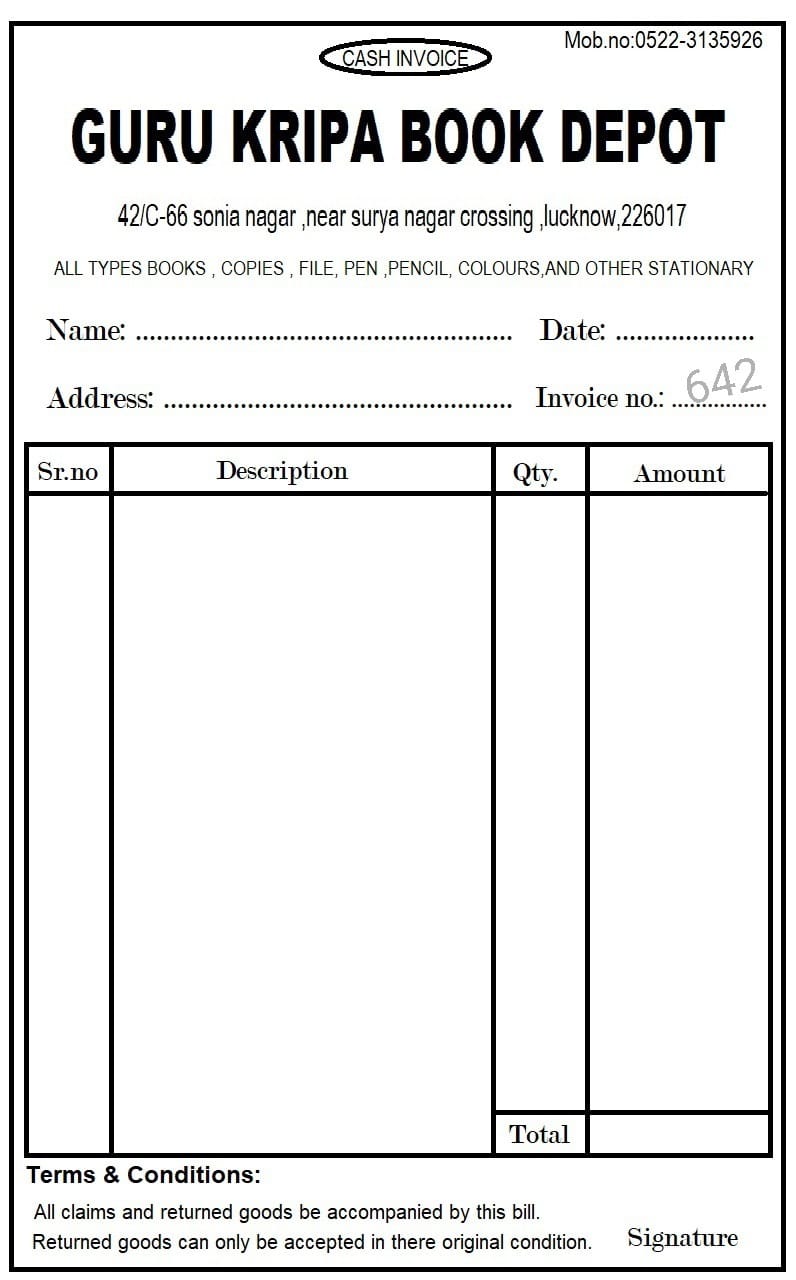 Mob.no:0522-3135926
CASH INVOICE
GURU KRIPA BOOK DEPOT
42/C-66 sonia nagar ,near surya nagar crossing ,lucknow,226017
ALL TYPES BOOKS , COPIES , FILE, PEN ,PENCIL, COLOURS,AND OTHER STATIONARY
Name: ...................................................... Date: ....................
Address: .................................................. Invoice no.: .............. 642
Sr.no Description Qty. Amount
Total
Terms & Conditions:
All claims and returned goods be accompanied by this bill.
Returned goods can only be accepted in there original condition. Signature